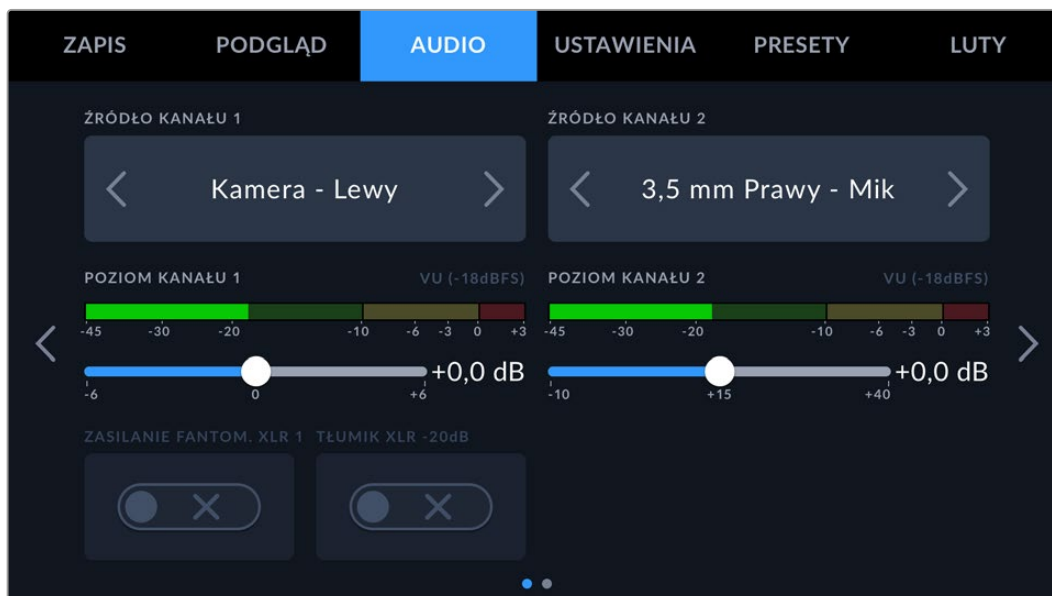 ZAPIS PODGLĄD AUDIO USTAWIENIA PRESETY LUTY
ŹRÓDŁO KANAŁU 1 ŹRÓDŁO KANAŁU 2
Kamera - Lewy 3,5 mm Prawy - Mik
POZIOM KANAŁU 1 VU (-18dBFS) POZIOM KANAŁU 2 VU (-18dBFS)
-45 -30 -20 -10 -6 -3 0 +3 -45 -30 -20 -10 -6 -3 0 +3
+0,0 dB +0,0 dB
-6 0 +6 -10 +15 +40
ZASILANIE FANTOM. XLR 1 TŁUMIK XLR -20dB